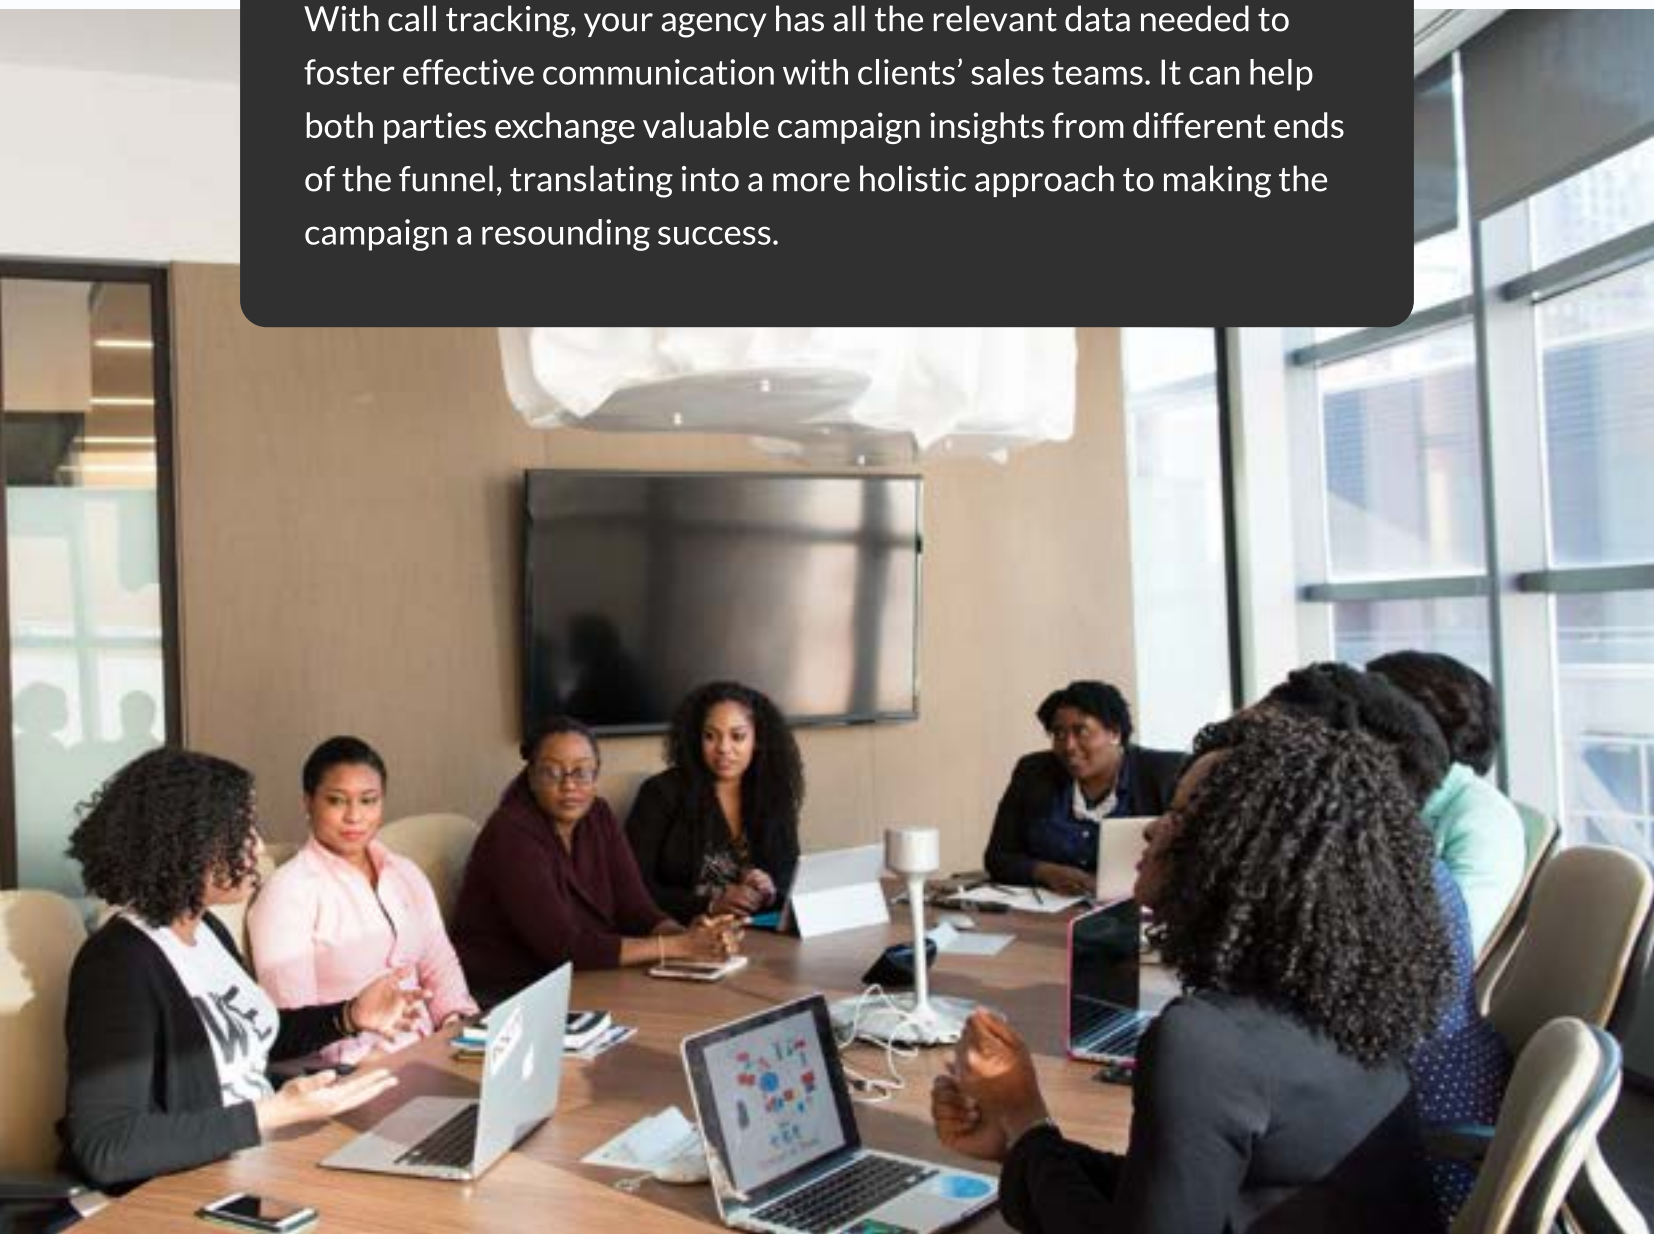 With call tracking, your agency has all the relevant data needed to
foster effective communication with clients’ sales teams. It can help
both parties exchange valuable campaign insights from different ends
of the funnel, translating into a more holistic approach to making the
campaign a resounding success.